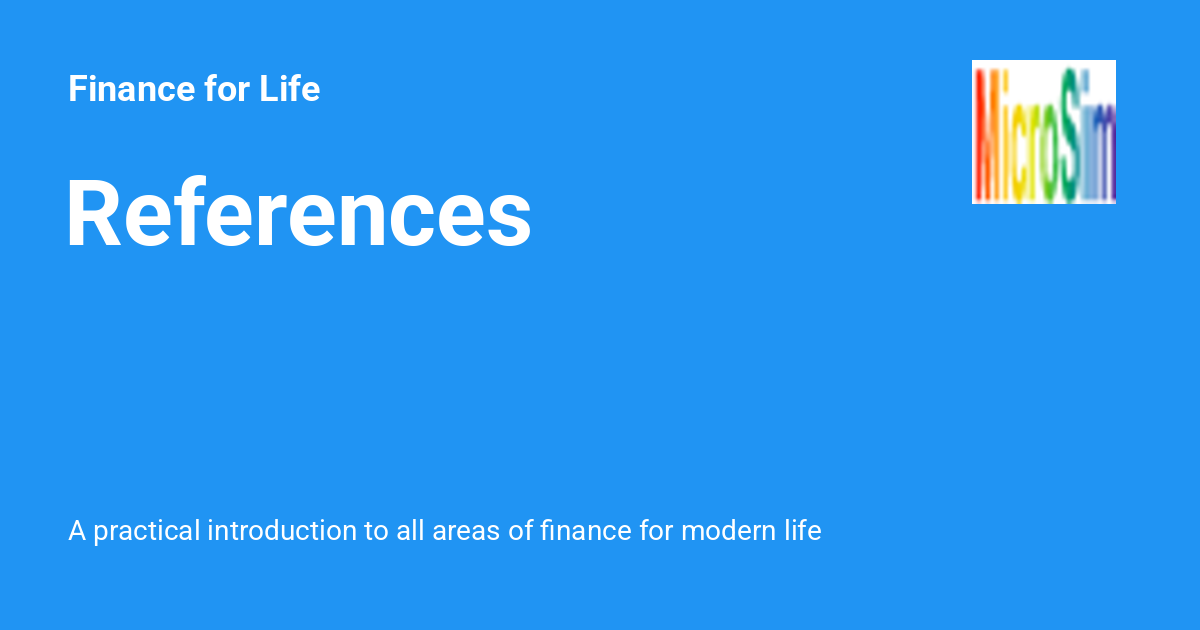 Finance for Life
MicroSim
References
A practical introduction to all areas of finance for modern life